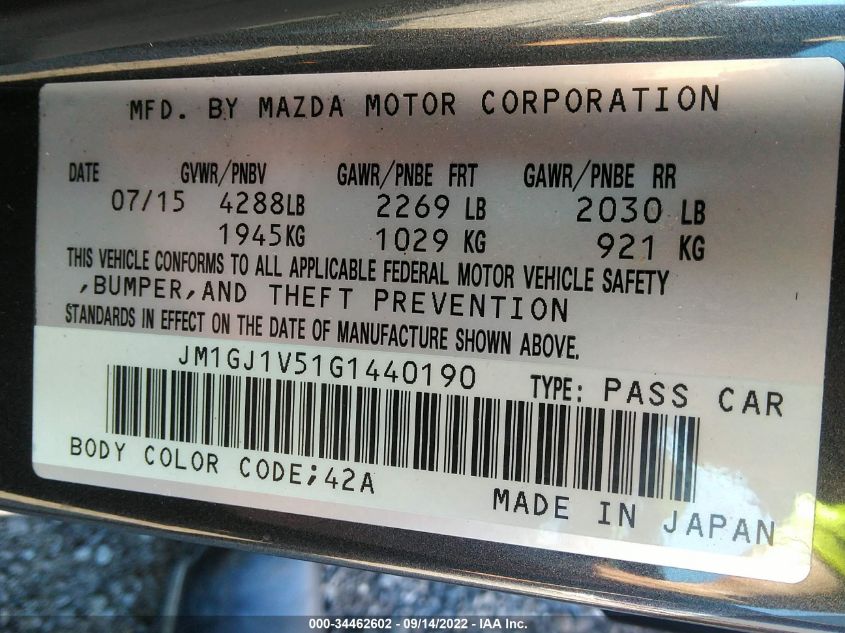 MFD. BY MAZDA MOTOR CORPORATION
DATE GVWR/PNBV GAWR/PNBE FRT GAWR/PNBE RR
07/15 4288LB 2269 LB 2030 LB
1945KG 1029 KG 921 KG
THIS VEHICLE CONFORMS TO ALL APPLICABLE FEDERAL MOTOR VEHICLE SAFETY
,BUMPER,AND THEFT PREVENTION
STANDARDS IN EFFECT ON THE DATE OF MANUFACTURE SHOWN ABOVE.
JM1GJ1V51G1440190 TYPE: PASS CAR
BODY COLOR CODE;42A MADE IN JAPAN
000-34462602 - 09/14/2022 - IAA Inc.